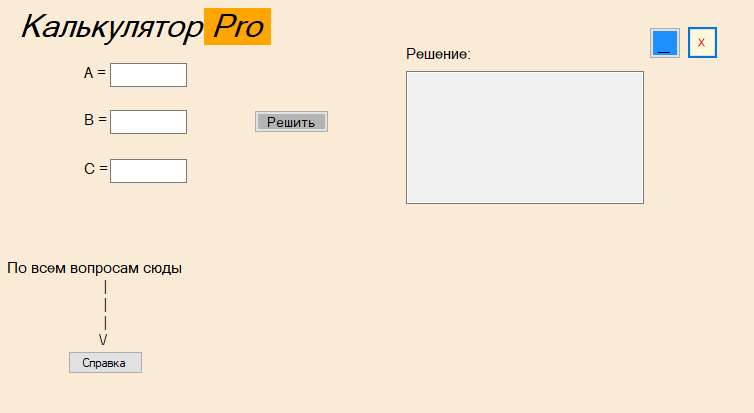 Калькулятор Pro
Решение:
_
X
A =
B =
Решить
C =
По всем вопросам сюды
|
|
|
V
Справка